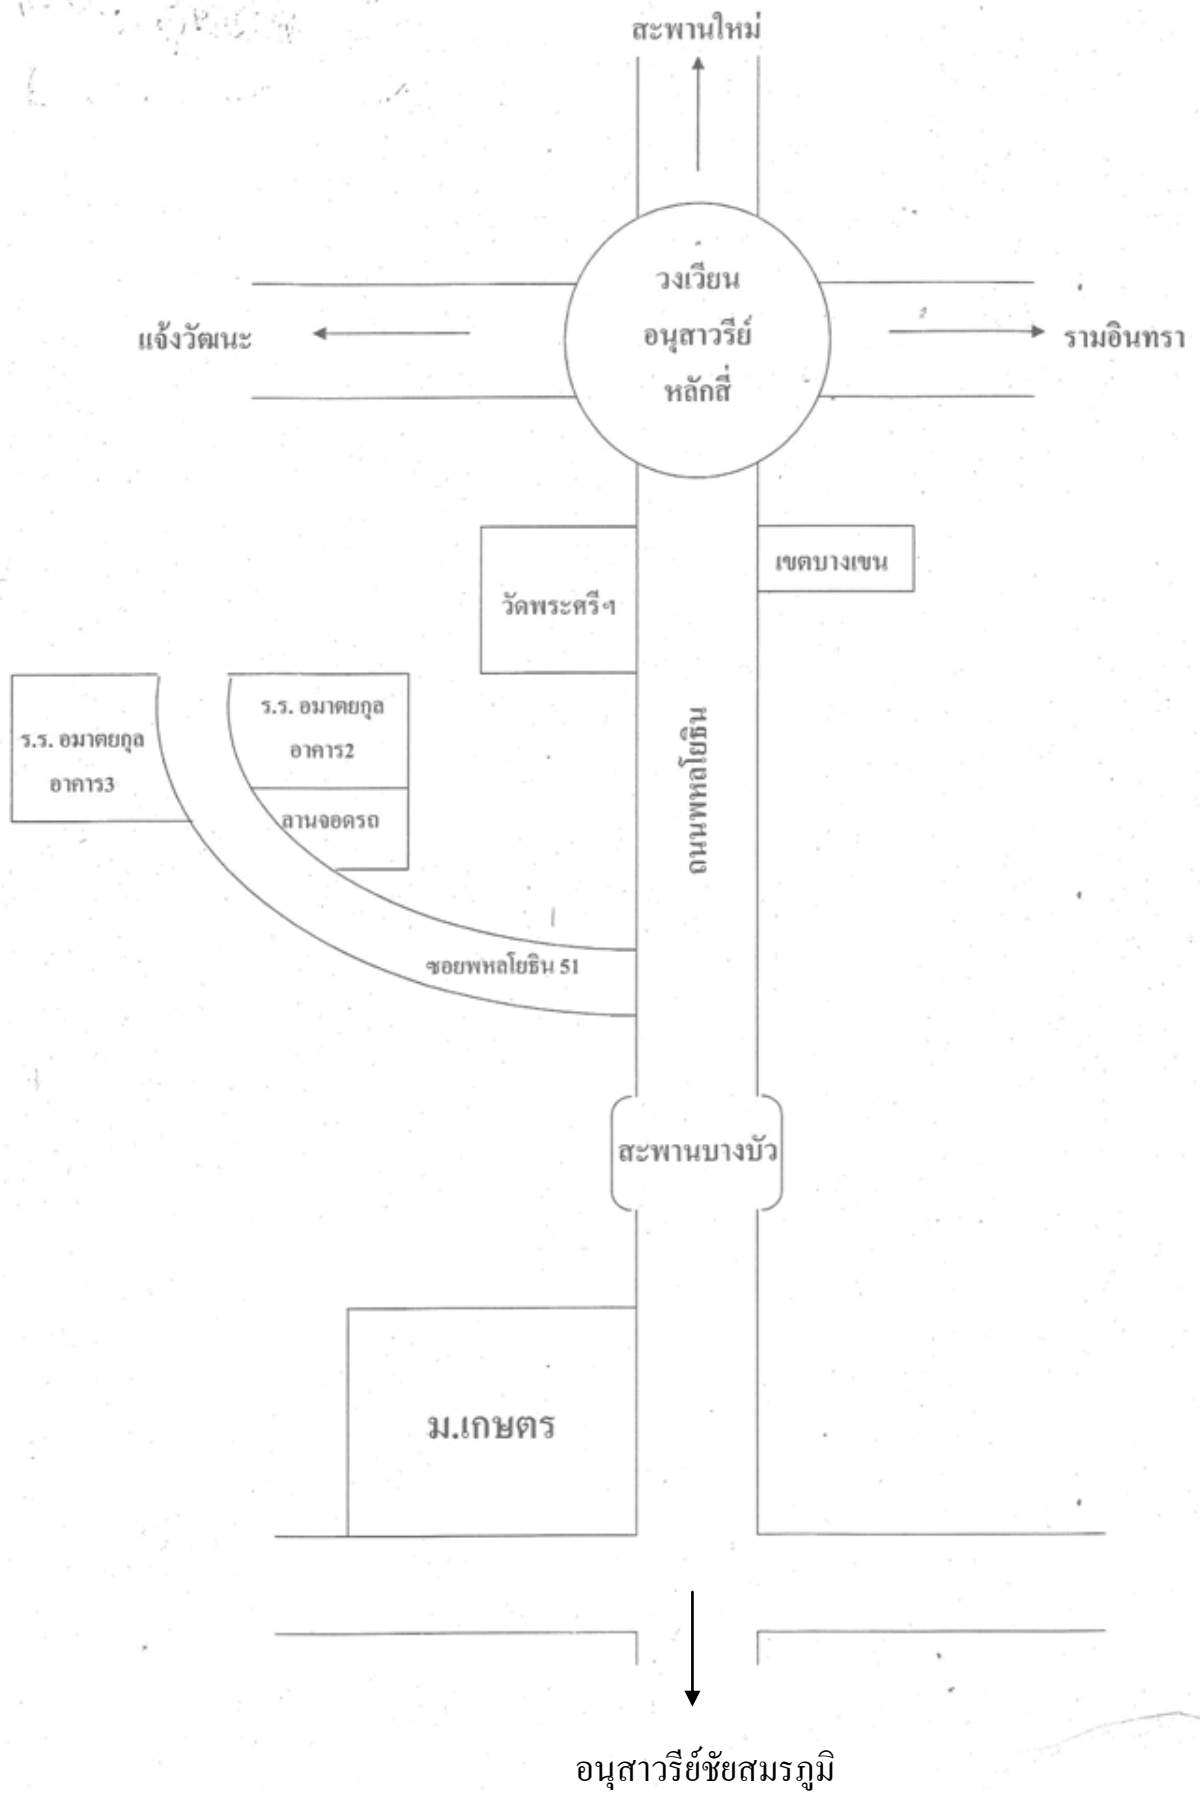 สะพานใหม่
วงเวียน
อนุสาวรีย์
หลักสี่
แจ้งวัฒนะ
รามอินทรา
เขตบางเขน
วัดพระศรีฯ
ร.ร. อมาตยกุล
อาคาร2
ร.ร. อมาตยกุล
อาคาร3
ลานจอดรถ
ถนนพหลโยธิน
ซอยพหลโยธิน 51
สะพานบางบัว
ม.เกษตร
อนุสาวรีย์ชัยสมรภูมิ